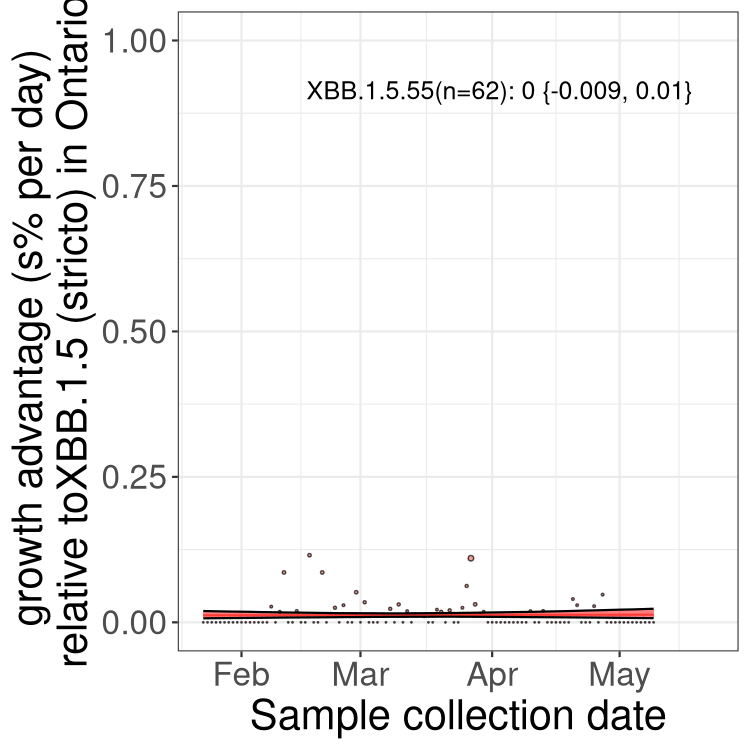 growth advantage (s% per day)
relative toXBB.1.5 (stricto) in Ontario
1.00
0.75
0.50
0.25
0.00
XBB.1.5.55(n=62): 0 {-0.009, 0.01}
Feb Mar Apr May
Sample collection date